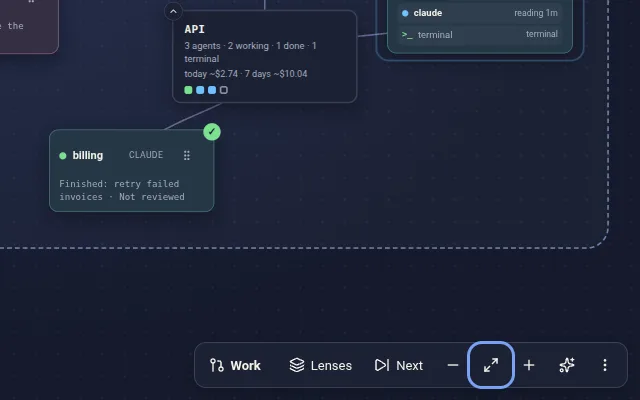 e the
API
3 agents · 2 working · 1 done · 1
terminal
today ~$2.74 · 7 days ~$10.04
claude reading 1m
>_ terminal terminal
billing CLAUDE
Finished: retry failed
invoices · Not reviewed
Work Lenses Next